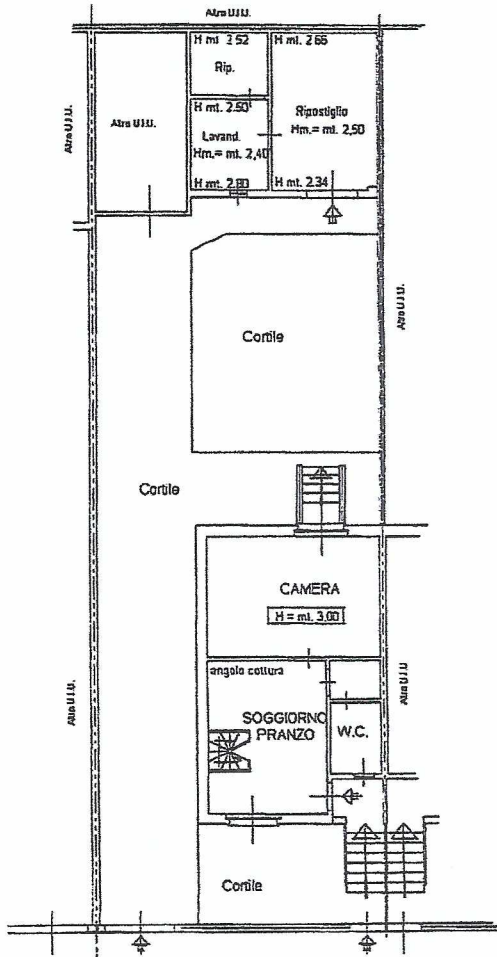 Altra U.I.U.
H mt. 2.52
H mt. 2.66
Rip.
Altra U.I.U.
Altra U.I.U.
H mt. 2.50
Ripostiglio
Hm.= mt. 2,50
Lavand.
Hm.= mt. 2,40
H mt. 2.80
H mt. 2.34
Cortile
Altra U.I.U.
Cortile
CAMERA
H = mt. 3,00
angolo cottura
SOGGIORNO
PRANZO
W.C.
Altra U.I.U
Altra U.I.U.
Cortile